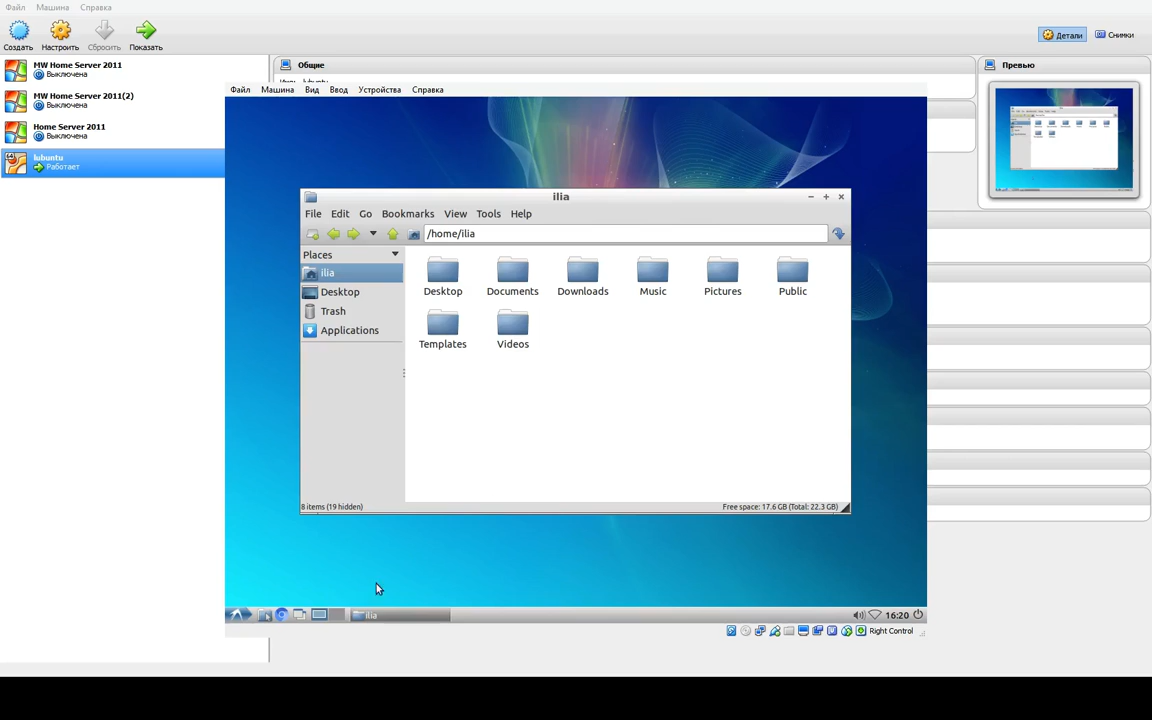 Файл Машина Справка
Создать Настроить Сбросить Показать
Детали Снимки
MW Home Server 2011
Выключена
MW Home Server 2011(2)
Выключена
Home Server 2011
Выключена
64
lubuntu
Работает
Общие
Превью
Файл Машина Вид Ввод Устройства Справка
ilia
File Edit Go Bookmarks View Tools Help
/home/ilia
Places
ilia
Desktop
Trash
Applications
Desktop Documents Downloads Music Pictures Public
Templates Videos
8 items (19 hidden)
Free space: 17.6 GB (Total: 22.3 GB)
ilia
16:20
Right Control